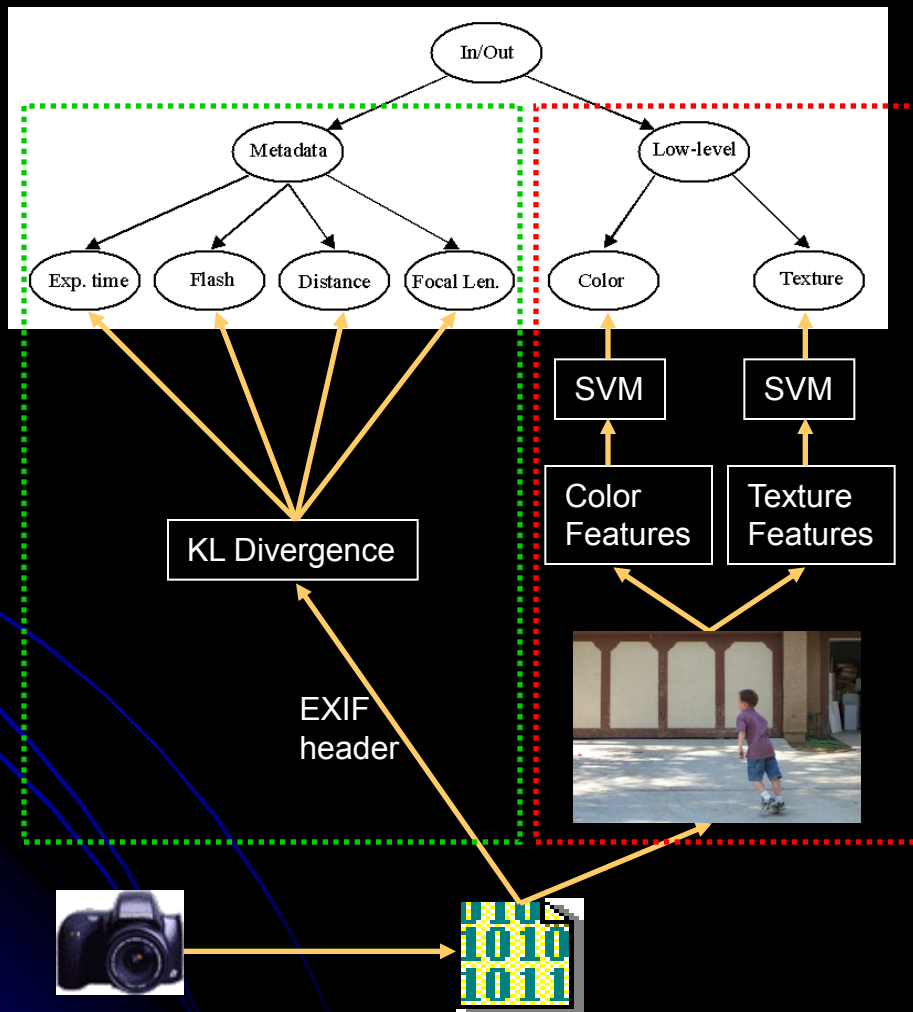 In/Out
Metadata
Low-level
Exp. time
Flash
Distance
Focal Len.
Color
Texture
SVM
SVM
Color
Features
Texture
Features
KL Divergence
EXIF
header
010
1010
1011